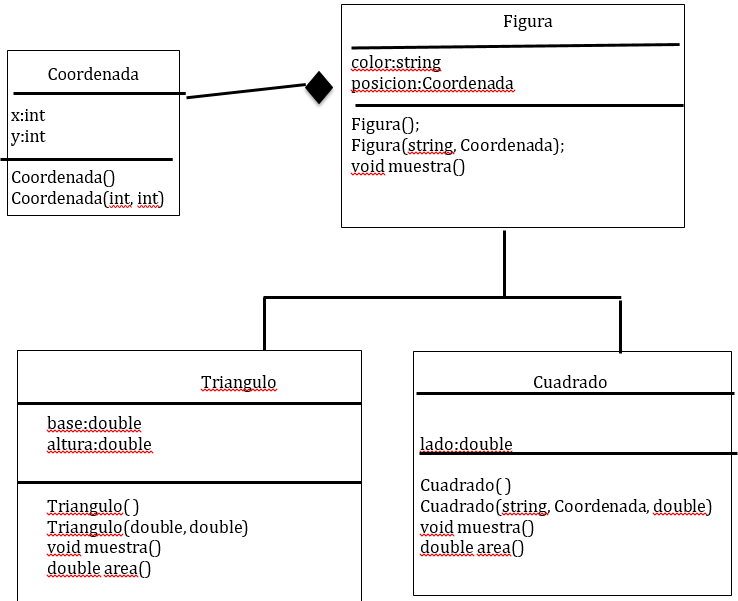 Coordenada
x:int
y:int
Coordenada()
Coordenada(int, int)
Figura
color:string
posicion:Coordenada
Figura();
Figura(string, Coordenada);
void muestra()
Triangulo
base:double
altura:double
Triangulo( )
Triangulo(double, double)
void muestra()
double area()
Cuadrado
lado:double
Cuadrado( )
Cuadrado(string, Coordenada, double)
void muestra()
double area()